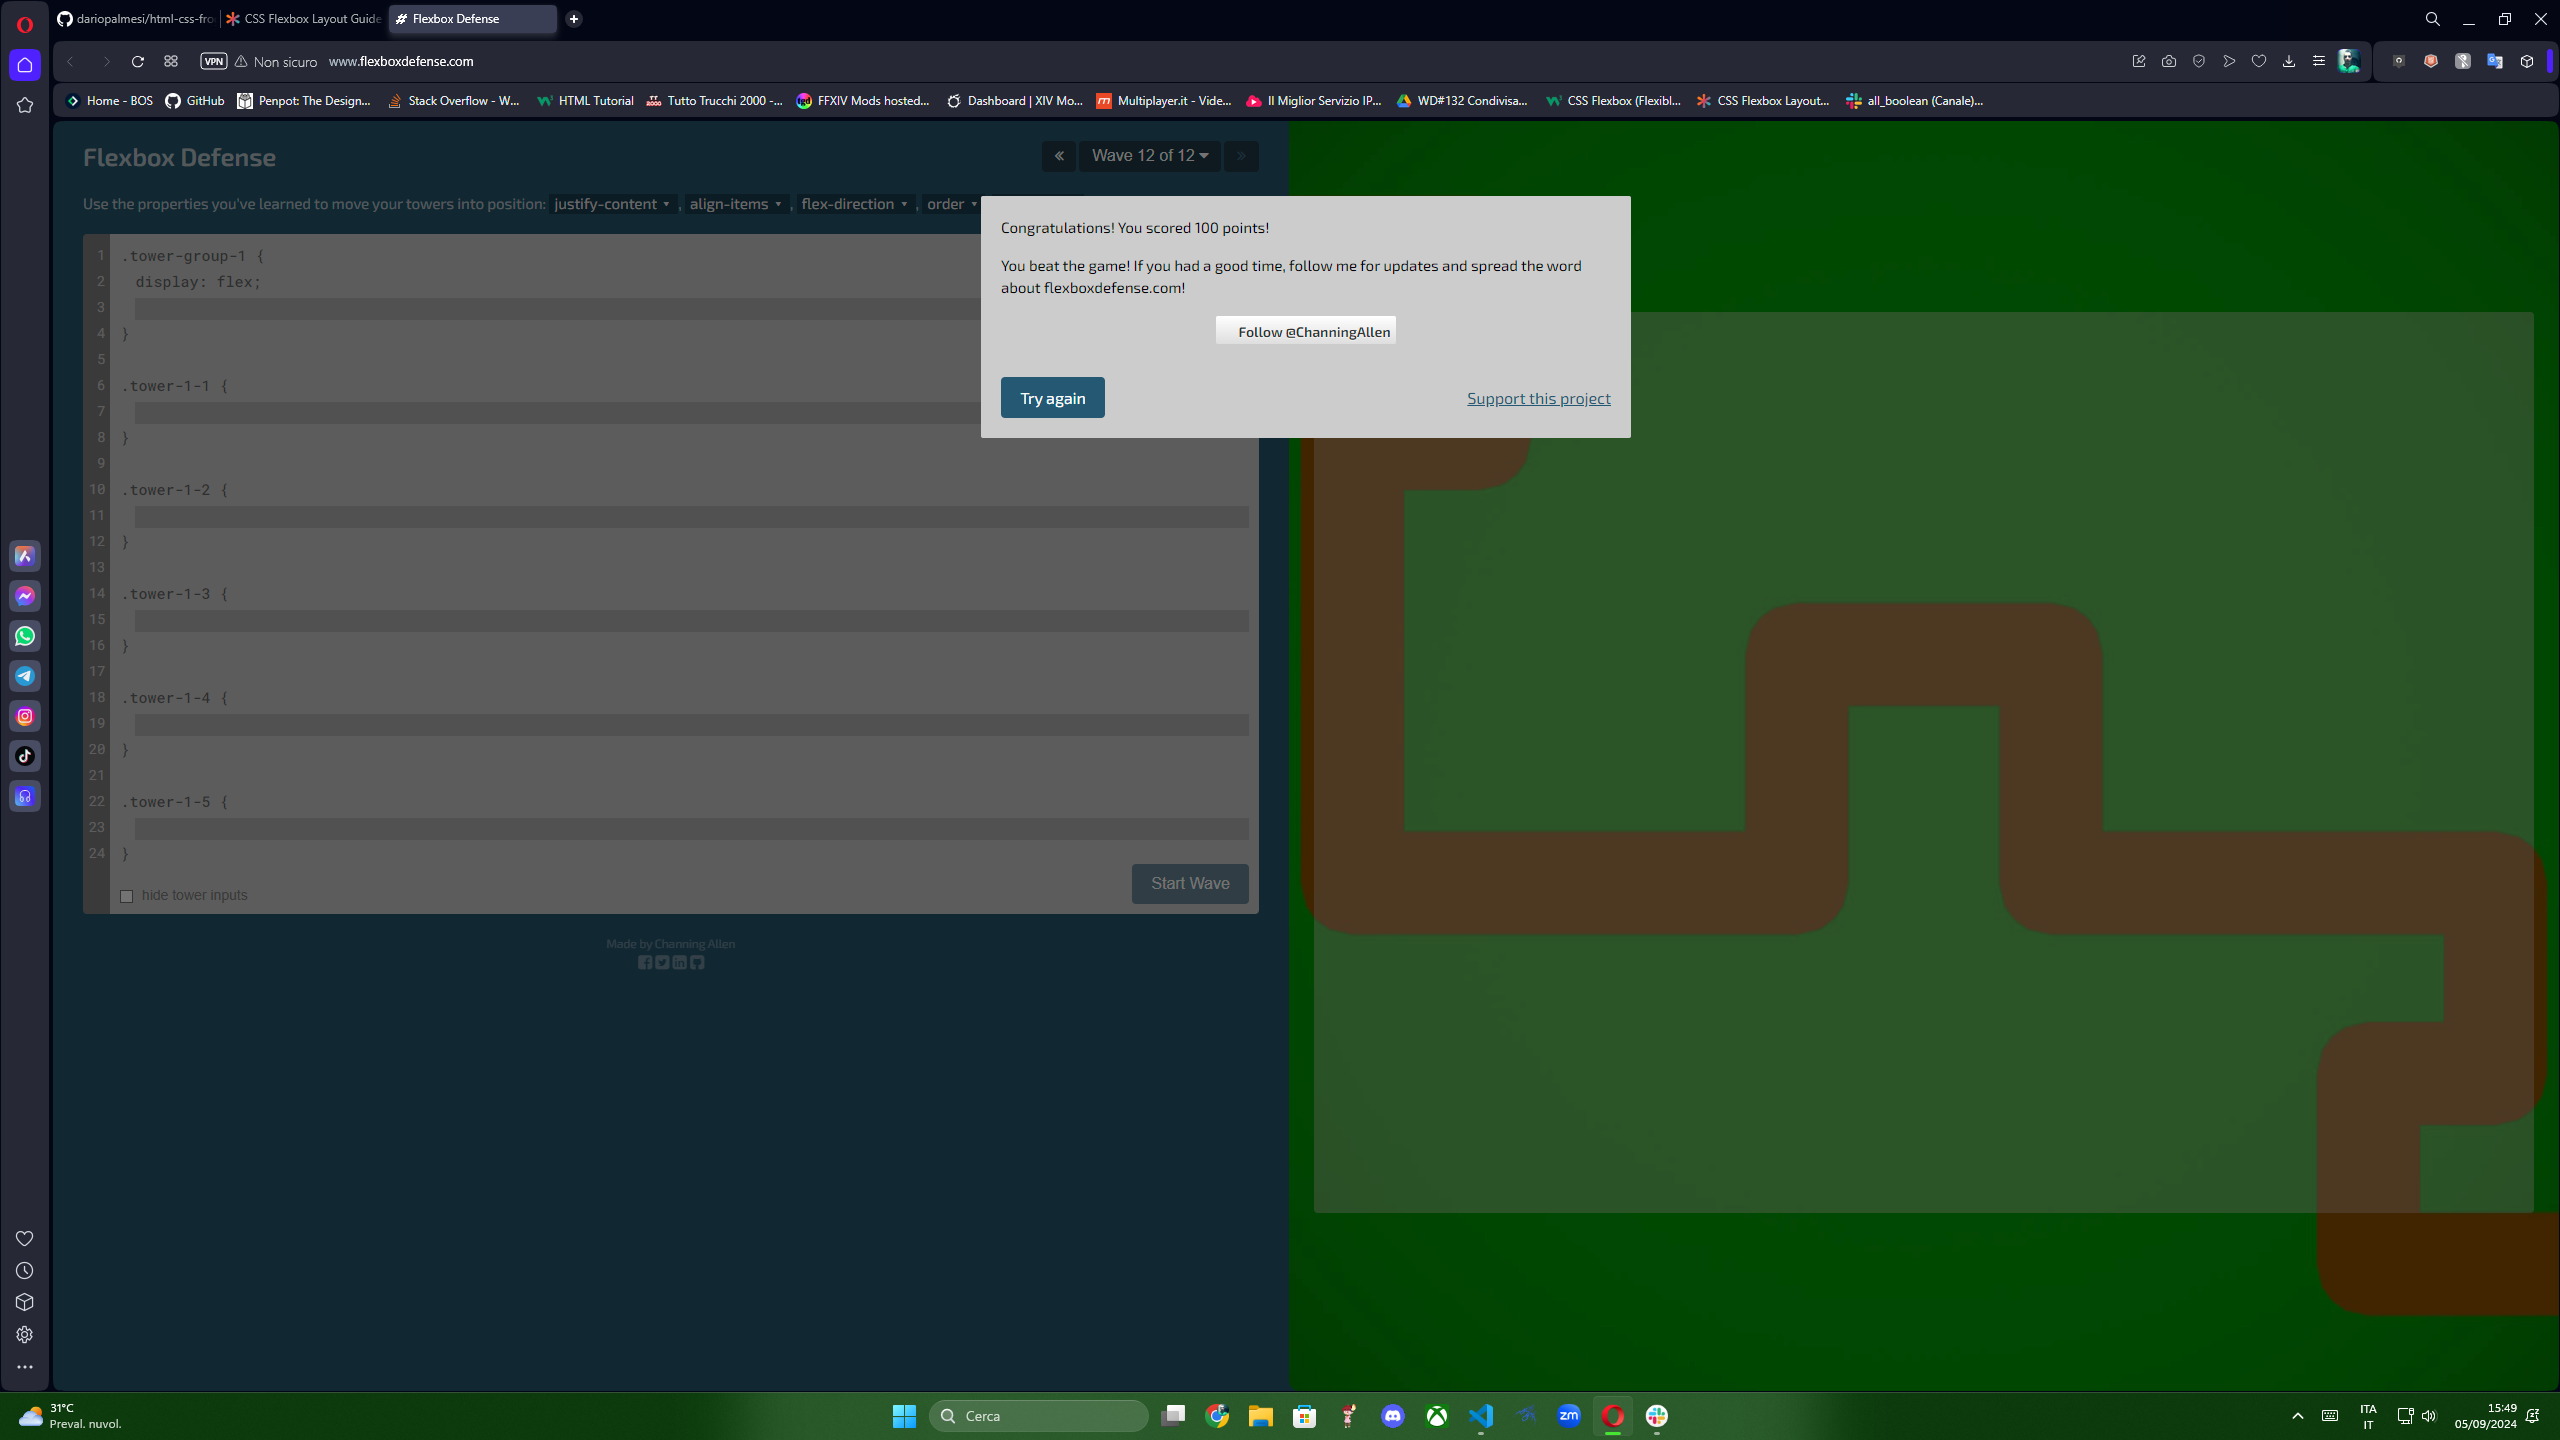 dariopalmesi/html-css-fro
CSS Flexbox Layout Guide
Flexbox Defense
VPN
Non sicuro
www.flexboxdefense.com
Home - BOS
GitHub
Penpot: The Design...
Stack Overflow - W...
HTML Tutorial
Tutto Trucchi 2000 -...
FFXIV Mods hosted...
Dashboard | XIV Mo...
Multiplayer.it - Vide...
Il Miglior Servizio IP...
WD#132 Condivisa...
CSS Flexbox (Flexibl...
CSS Flexbox Layout...
all_boolean (Canale)...
Flexbox Defense
« Wave 12 of 12 »
Use the properties you've learned to move your towers into position: justify-content , align-items , flex-direction , order
Congratulations! You scored 100 points!
You beat the game! If you had a good time, follow me for updates and spread the word
about flexboxdefense.com!
Follow @ChanningAllen
Try again
Support this project
1 .tower-group-1 {
2 display: flex;
3
4 }
5
6 .tower-1-1 {
7
8 }
9
10 .tower-1-2 {
11
12 }
13
14 .tower-1-3 {
15
16 }
17
18 .tower-1-4 {
19
20 }
21
22 .tower-1-5 {
23
24 }
hide tower inputs
Start Wave
Made by Channing Allen
31°C
Preval. nuvol.
Cerca
zm
ITA
IT
15:49
05/09/2024